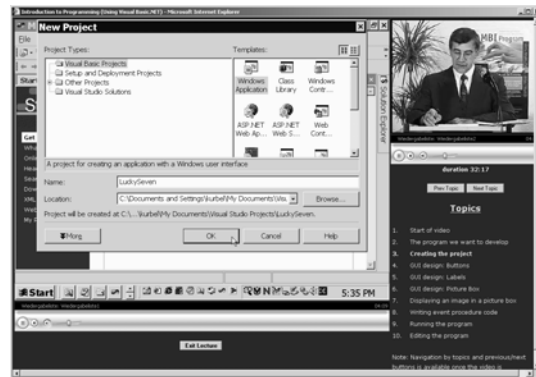 Introduction to Programming (Using Visual Basic.NET) - Microsoft Internet Explorer
New Project
File
Project Types:
Templates:
Visual Basic Projects
Setup and Deployment Projects
Other Projects
Visual Studio Solutions
Windows Application
Class Library
Windows Contr...
ASP.NET Web Ap...
ASP.NET Web S...
Web Cont...
A project for creating an application with a Windows user interface
Name:
LuckySeven
Location:
C:\Documents and Settings\kurbel\My Documents\Visu
Browse...
Project will be created at C:\...\kurbel\My Documents\Visual Studio Projects\LuckySeven.
More
OK
Cancel
Help
Solution Explorer
Start
Get
Start
5:35 PM
Exit Lecture
MBI Program
duration 32:17
Prev Topic
Next Topic
Topics
1. Start of video
2. The program we want to develop
3. Creating the project
4. GUI design: Buttons
5. GUI design: Labels
6. GUI design: Picture Box
7. Displaying an image in a picture box
8. Writing event procedure code
9. Running the program
10. Editing the program
Note: Navigation by topics and previous/next
buttons is available once the video is